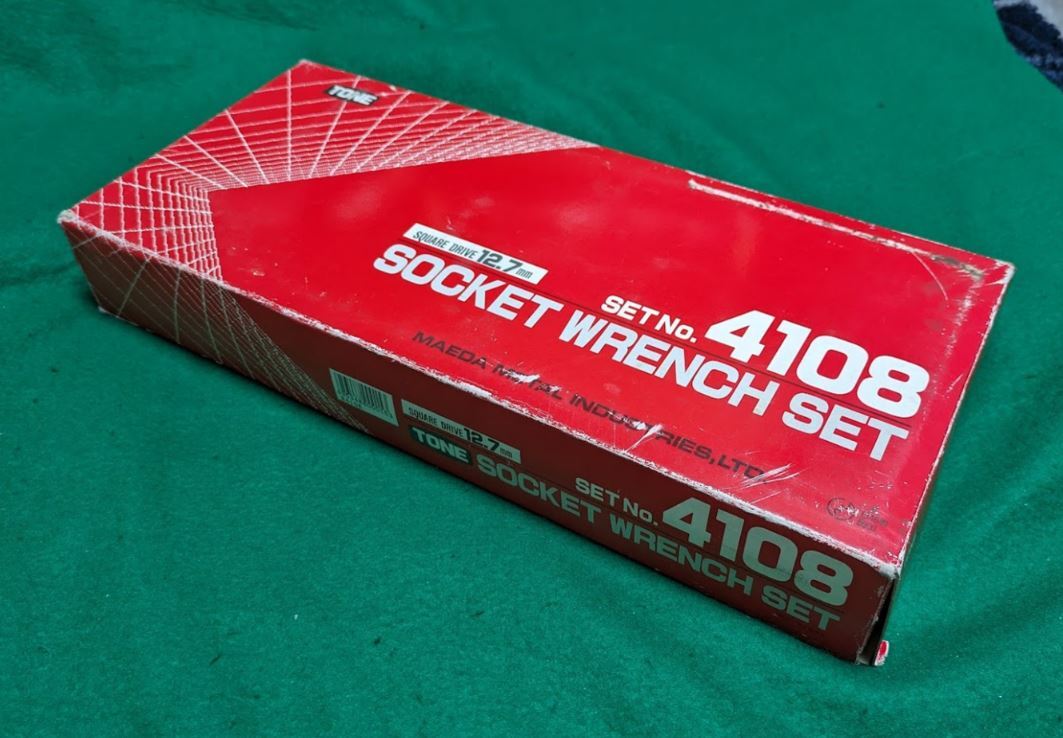 TONE
SQUARE DRIVE 12.7mm
SET No. 4108
SOCKET WRENCH SET
MAEDA METAL INDUSTRIES, LTD.
SQUARE DRIVE 12.7mm
SET No. 4108
TONE SOCKET WRENCH SET